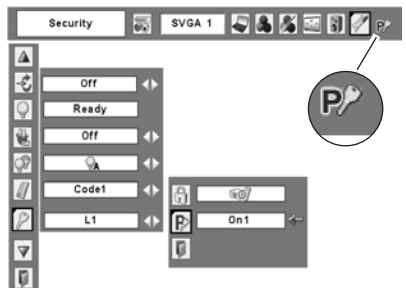 Security
SVGA 1
P
P
Off
Ready
Off
A
Code1
L1
P
On1